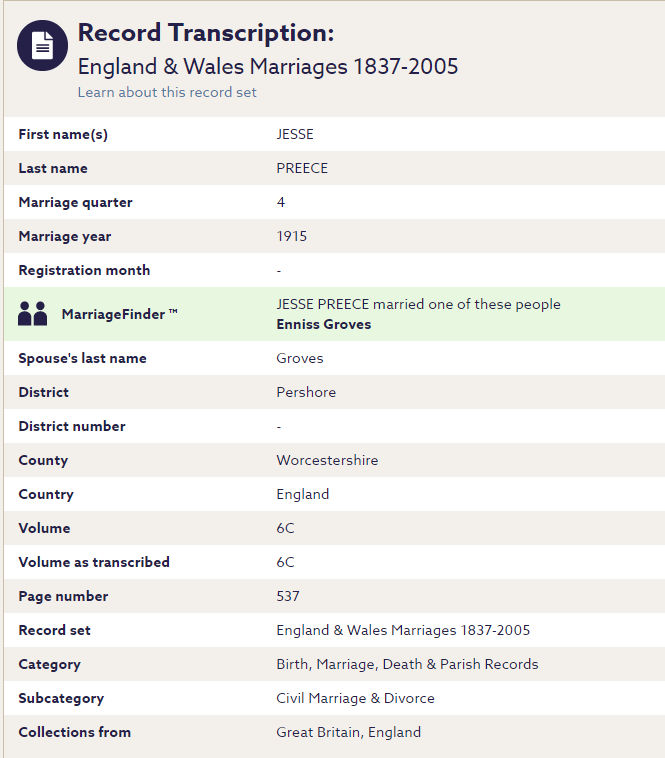 Record Transcription:
England & Wales Marriages 1837-2005
Learn about this record set
First name(s) JESSE
Last name PREECE
Marriage quarter 4
Marriage year 1915
Registration month -
MarriageFinder ™ JESSE PREECE married one of these people
Enniss Groves
Spouse's last name Groves
District Pershore
District number -
County Worcestershire
Country England
Volume 6C
Volume as transcribed 6C
Page number 537
Record set England & Wales Marriages 1837-2005
Category Birth, Marriage, Death & Parish Records
Subcategory Civil Marriage & Divorce
Collections from Great Britain, England